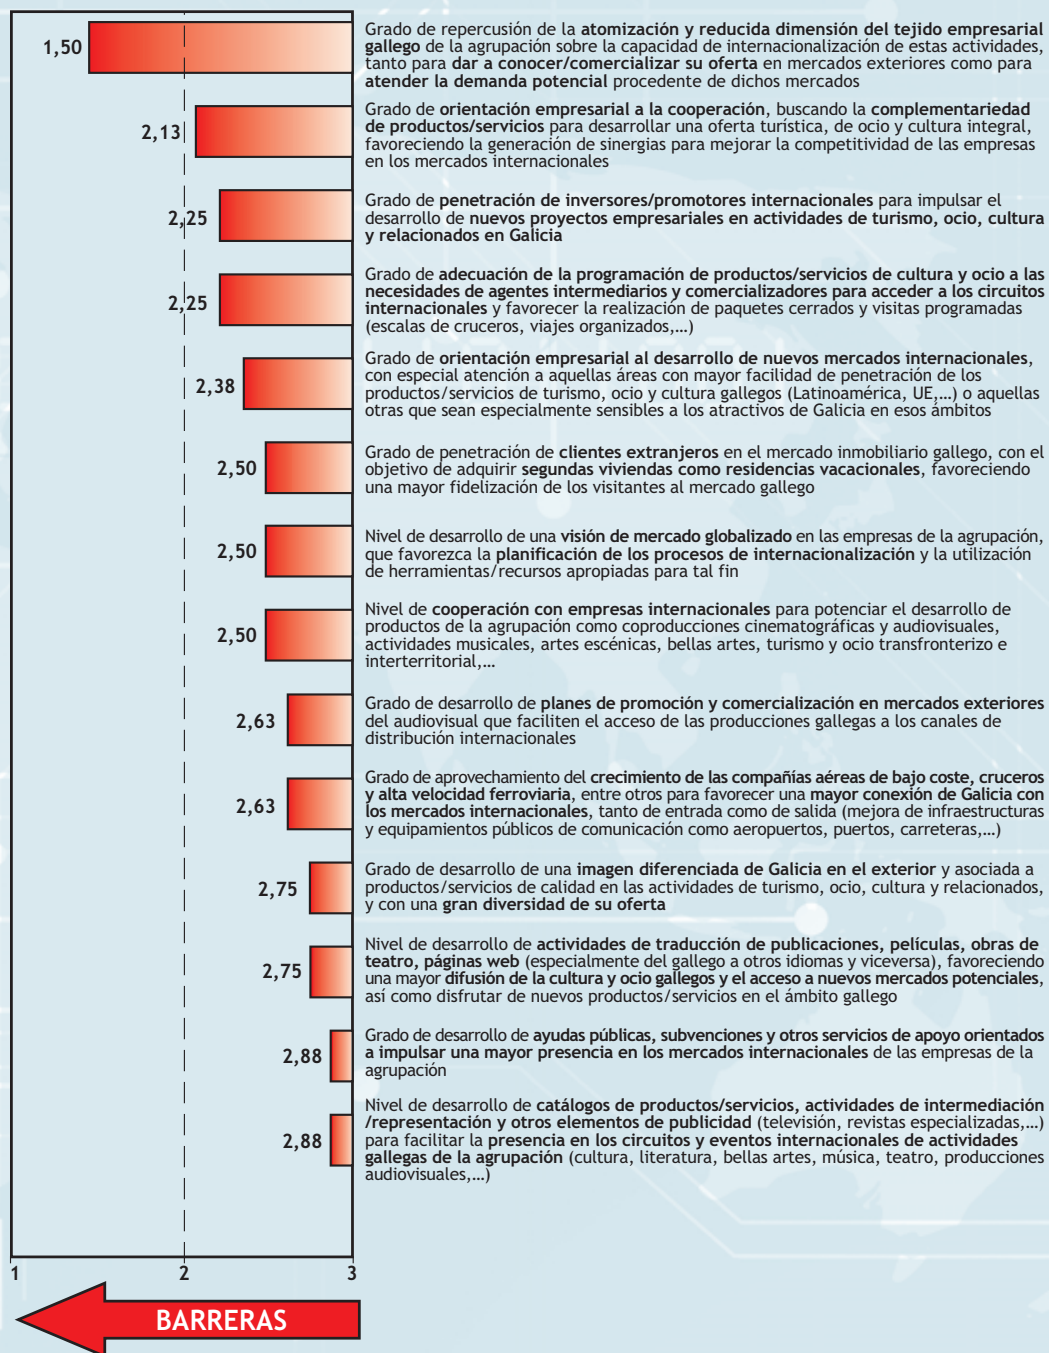 1,50
Grado de repercusión de la atomización y reducida dimensión del tejido empresarial
gallego de la agrupación sobre la capacidad de internacionalización de estas actividades,
tanto para dar a conocer/comercializar su oferta en mercados exteriores como para
atender la demanda potencial procedente de dichos mercados
2,13
Grado de orientación empresarial a la cooperación, buscando la complementariedad
de productos/servicios para desarrollar una oferta turística, de ocio y cultura integral,
favoreciendo la generación de sinergias para mejorar la competitividad de las empresas
en los mercados internacionales
2,25
Grado de penetración de inversores/promotores internacionales para impulsar el
desarrollo de nuevos proyectos empresariales en actividades de turismo, ocio, cultura
y relacionados en Galicia
2,25
Grado de adecuación de la programación de productos/servicios de cultura y ocio a las
necesidades de agentes intermediarios y comercializadores para acceder a los circuitos
internacionales y favorecer la realización de paquetes cerrados y visitas programadas
(escalas de cruceros, viajes organizados,…)
2,38
Grado de orientación empresarial al desarrollo de nuevos mercados internacionales,
con especial atención a aquellas áreas con mayor facilidad de penetración de los
productos/servicios de turismo, ocio y cultura gallegos (Latinoamérica, UE,…) o aquellas
otras que sean especialmente sensibles a los atractivos de Galicia en esos ámbitos
2,50
Grado de penetración de clientes extranjeros en el mercado inmobiliario gallego, con el
objetivo de adquirir segundas viviendas como residencias vacacionales, favoreciendo
una mayor fidelización de los visitantes al mercado gallego
2,50
Nivel de desarrollo de una visión de mercado globalizado en las empresas de la agrupación,
que favorezca la planificación de los procesos de internacionalización y la utilización
de herramientas/recursos apropiadas para tal fin
2,50
Nivel de cooperación con empresas internacionales para potenciar el desarrollo de
productos de la agrupación como coproducciones cinematográficas y audiovisuales,
actividades musicales, artes escénicas, bellas artes, turismo y ocio transfronterizo e
interterritorial,…
2,63
Grado de desarrollo de planes de promoción y comercialización en mercados exteriores
del audiovisual que faciliten el acceso de las producciones gallegas a los canales de
distribución internacionales
2,63
Grado de aprovechamiento del crecimiento de las compañías aéreas de bajo coste, cruceros
y alta velocidad ferroviaria, entre otros para favorecer una mayor conexión de Galicia con
los mercados internacionales, tanto de entrada como de salida (mejora de infraestructuras
y equipamientos públicos de comunicación como aeropuertos, puertos, carreteras,…)
2,75
Grado de desarrollo de una imagen diferenciada de Galicia en el exterior y asociada a
productos/servicios de calidad en las actividades de turismo, ocio, cultura y relacionados,
y con una gran diversidad de su oferta
2,75
Nivel de desarrollo de actividades de traducción de publicaciones, películas, obras de
teatro, páginas web (especialmente del gallego a otros idiomas y viceversa), favoreciendo
una mayor difusión de la cultura y ocio gallegos y el acceso a nuevos mercados potenciales,
así como disfrutar de nuevos productos/servicios en el ámbito gallego
2,88
Grado de desarrollo de ayudas públicas, subvenciones y otros servicios de apoyo orientados
a impulsar una mayor presencia en los mercados internacionales de las empresas de la
agrupación
2,88
Nivel de desarrollo de catálogos de productos/servicios, actividades de intermediación
/representación y otros elementos de publicidad (televisión, revistas especializadas,…)
para facilitar la presencia en los circuitos y eventos internacionales de actividades
gallegas de la agrupación (cultura, literatura, bellas artes, música, teatro, producciones
audiovisuales,…)
1 2 3
BARRERAS